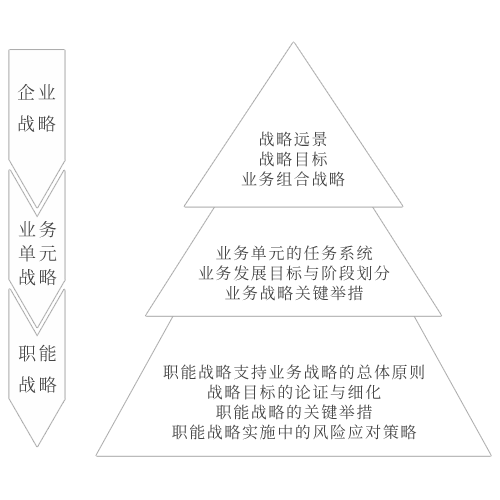 企业
战略
业务
单元
战略
职能
战略
战略远景
战略目标
业务组合战略
业务单元的任务系统
业务发展目标与阶段划分
业务战略关键举措
职能战略支持业务战略的总体原则
战略目标的论证与细化
职能战略的关键举措
职能战略实施中的风险应对策略